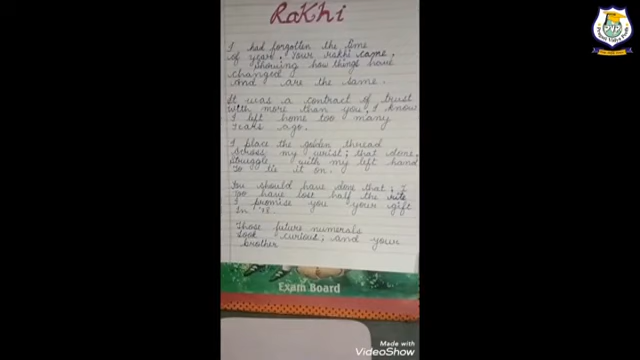 Rakhi
I had forgotten the time
of year. Your rakhi came,
showing how things have
changed
and are the same.
It was a contract of trust
with more than you. I know
I left home too many
years ago.
I place the golden thread
across my wrist; that done,
struggle with my left hand
to tie it on.
You should have done that; I
too have lost half the rite
I promise you your gift
In '78.
Those future numerals
look curious; and your
brother
Exam Board
Made with
VideoShow